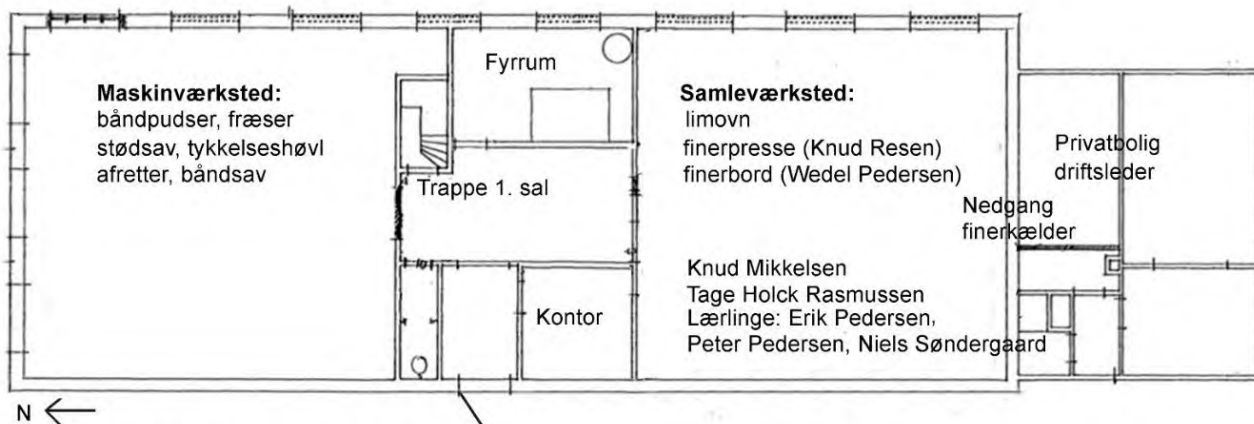 Maskinværksted:
båndpudser, fræser
stødsav, tykkelseshøvl
afretter, båndsav
Fyrrum
Trappe 1. sal
Kontor
Samleværksted:
limovn
finerpresse (Knud Resen)
finerbord (Wedel Pedersen)
Knud Mikkelsen
Tage Holck Rasmussen
Lærlinge: Erik Pedersen,
Peter Pedersen, Niels Søndergaard
Privatbolig
driftsleder
Nedgang
finerkælder
N